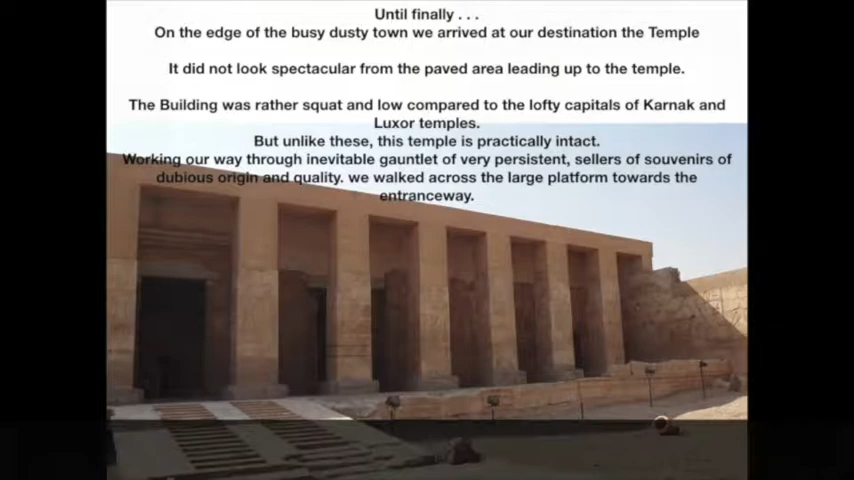 Until finally . . .
On the edge of the busy dusty town we arrived at our destination the Temple
It did not look spectacular from the paved area leading up to the temple.
The Building was rather squat and low compared to the lofty capitals of Karnak and
Luxor temples.
But unlike these, this temple is practically intact.
Working our way through inevitable gauntlet of very persistent, sellers of souvenirs of
dubious origin and quality. we walked across the large platform towards the
entranceway.